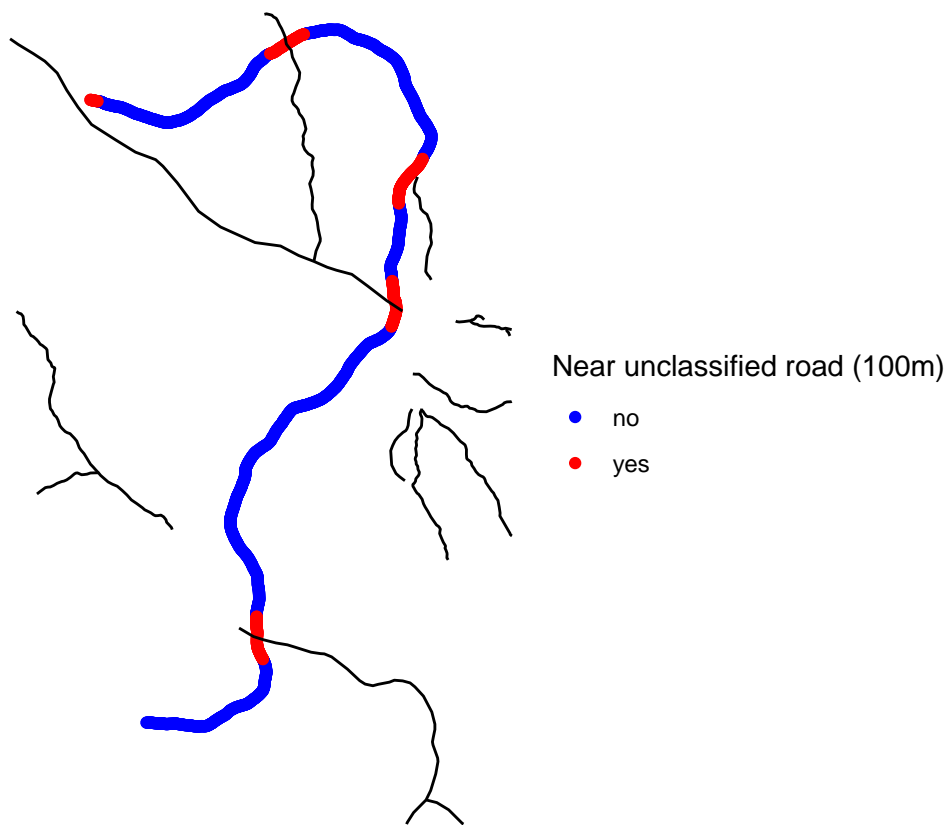 Near unclassified road (100m)
no
yes